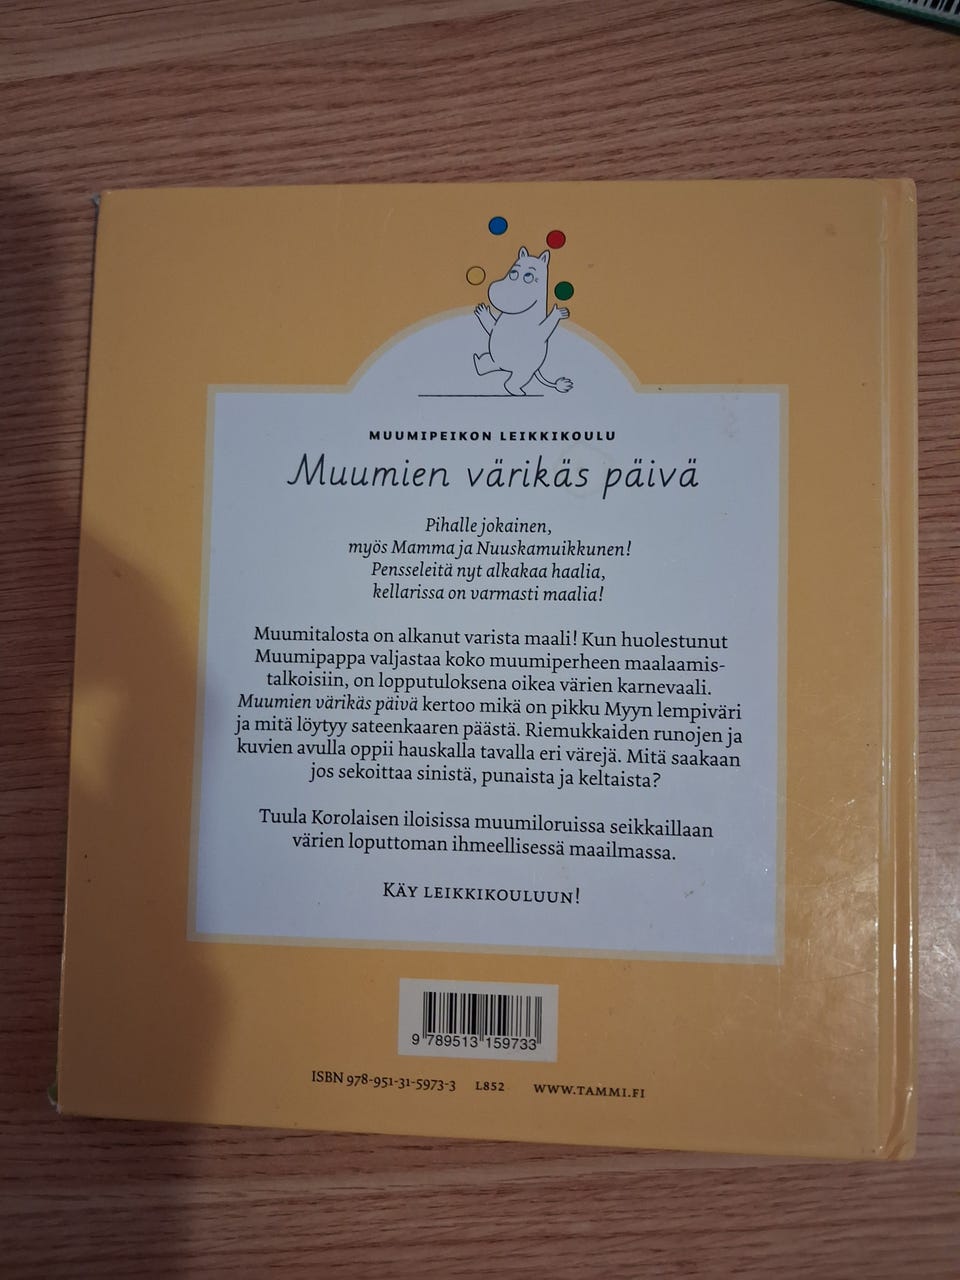 MUUMIPEIKON LEIKKIKOULU
Muumien värikäs päivä
Pihalle jokainen,
myös Mamma ja Nuuskamuikkunen!
Pensseleitä nyt alkakaa haalia,
kellarissa on varmasti maalia!
Muumitalosta on alkanut varista maali! Kun huolestunut
Muumipappa valjastaa koko muumiperheen maalaamis-
talkoisiin, on lopputuloksena oikea värien karnevaali.
Muumien värikäs päivä kertoo mikä on pikku Myyn lempiväri
ja mitä löytyy sateenkaaren päästä. Riemukkaiden runojen ja
kuvien avulla oppii hauskalla tavalla eri värejä. Mitä saakaan
jos sekoittaa sinistä, punaista ja keltaista?
Tuula Korolaisen iloisissa muumiloruissa seikkaillaan
värien loputtoman ihmeellisessä maailmassa.
KÄY LEIKKIKOULUUN!
9 789513 159733
ISBN 978-951-31-5973-3 L852 WWW.TAMMI.FI